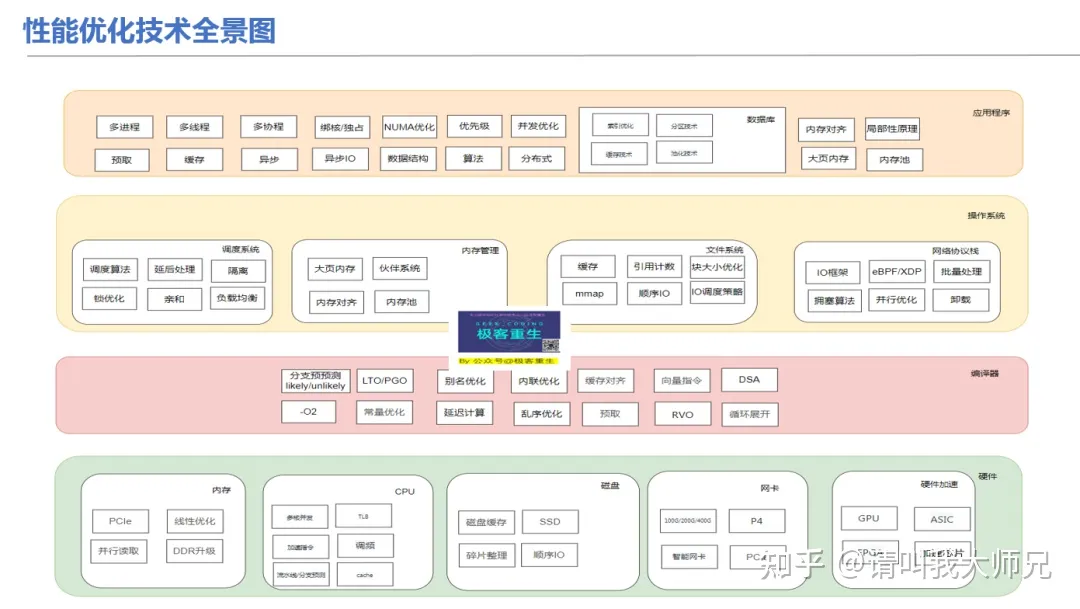 性能优化技术全景图
应用程序
多进程 多线程 多协程 绑核/独占 NUMA优化 优先级 并发优化
预取 缓存 异步 异步IO 数据结构 算法 分布式
数据库
索引优化 分区技术
缓存技术 池化技术
内存对齐 局部性原理
大页内存 内存池
操作系统
调度系统
调度算法 延后处理 隔离
锁优化 亲和 负载均衡
内存管理
大页内存 伙伴系统
内存对齐 内存池
文件系统
缓存 引用计数 块大小优化
mmap 顺序IO IO调度策略
网络协议栈
IO框架 eBPF/XDP 批量处理
拥塞算法 并行优化 卸载
GEEK CODING
极客重生
By 公众号@极客重生
编译器
分支预预测
likely/unlikely
LTO/PGO 别名优化 内联优化 缓存对齐 向量指令 DSA
-O2 常量优化 延迟计算 乱序优化 预取 RVO 循环展开
硬件
内存
PCIe 线性优化
并行读取 DDR升级
CPU
多核并发 TLB
加速指令 调频
流水线/分支预测 cache
磁盘
磁盘缓存 SSD
碎片整理 顺序IO
网卡
100G/200G/400G P4
智能网卡
硬件加速
GPU ASIC
FPGA
知乎 @请叫我大师兄